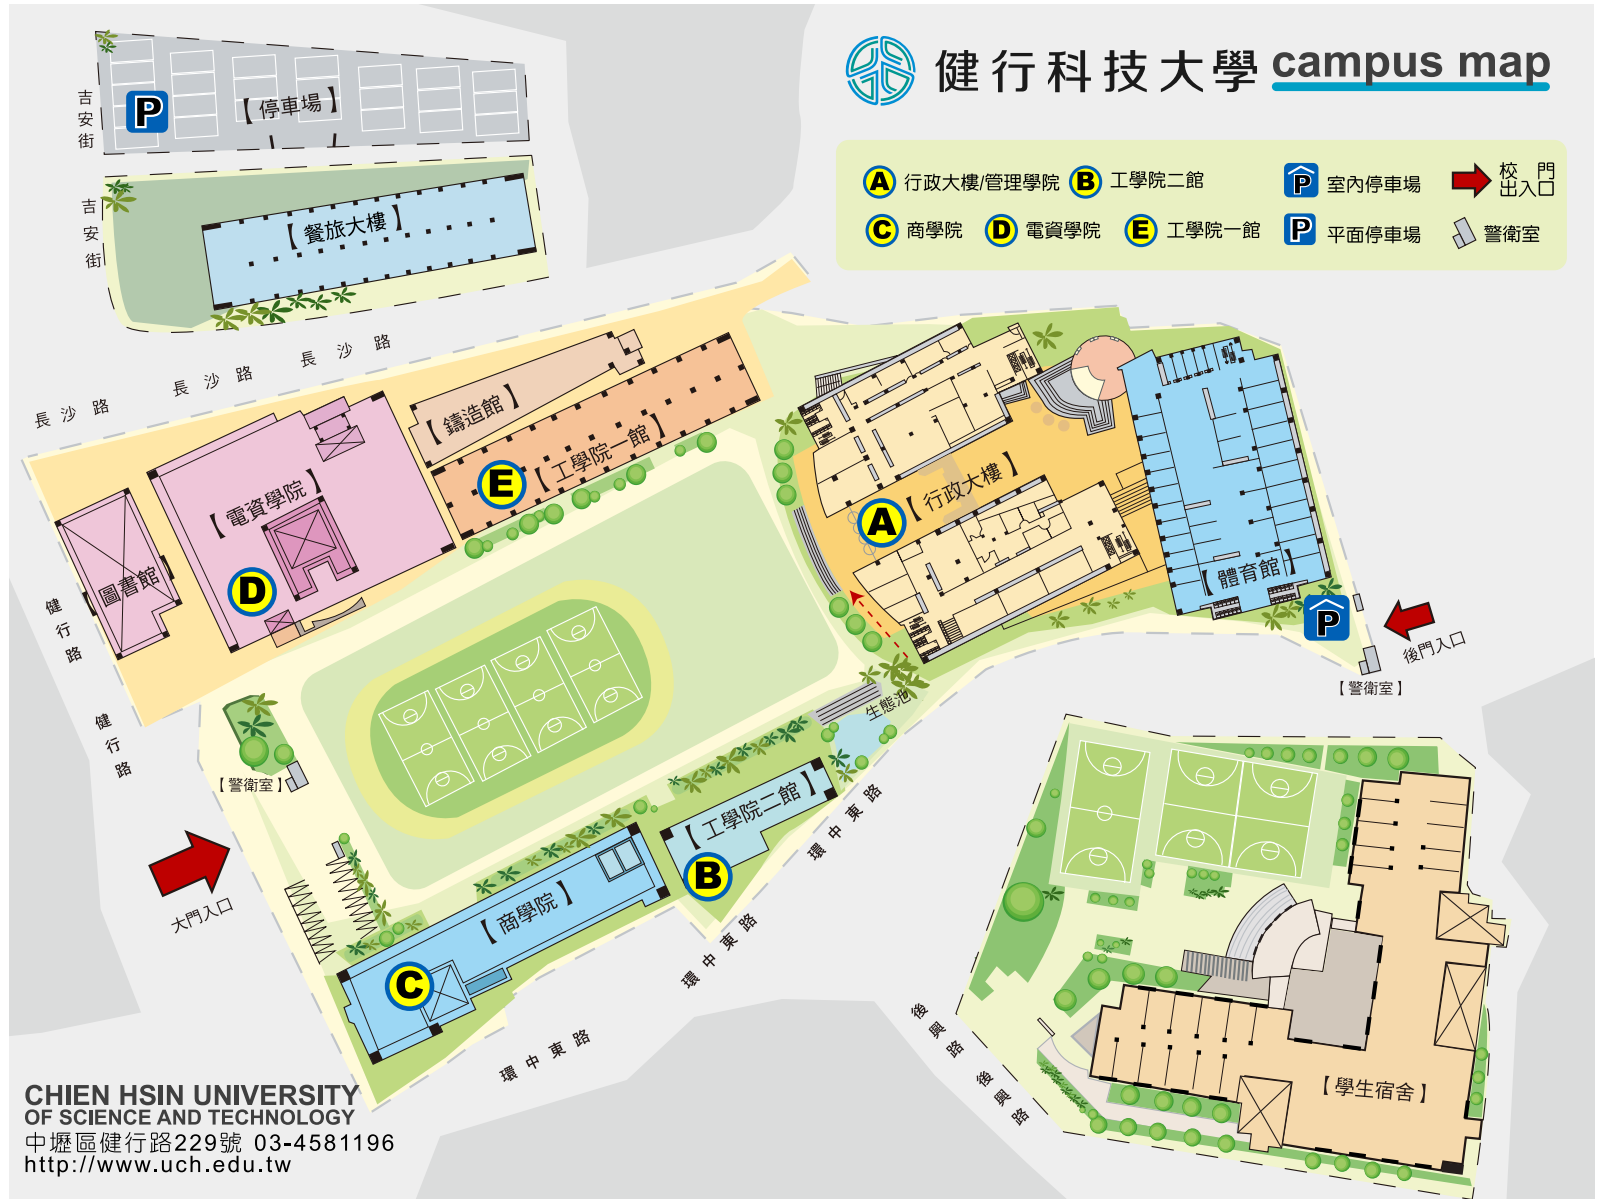 健行科技大學 campus map
A 行政大樓/管理學院 B 工學院二館 P 室內停車場 校門出入口
C 商學院 D 電資學院 E 工學院一館 P 平面停車場 警衛室
吉安街
P
【停車場】
吉安街
【餐旅大樓】
長沙路 長沙路 長沙路
【鑄造館】
【工學院一館】
E
【電資學院】
D
圖書館
健行路
健行路
【行政大樓】
A
【體育館】
P
後門入口
【警衛室】
生態池
【警衛室】
大門入口
【工學院二館】
B
【商學院】
C
環中東路
環中東路
環中東路
後興路
後興路
【學生宿舍】
CHIEN HSIN UNIVERSITY
OF SCIENCE AND TECHNOLOGY
中壢區健行路229號 03-4581196
http://www.uch.edu.tw